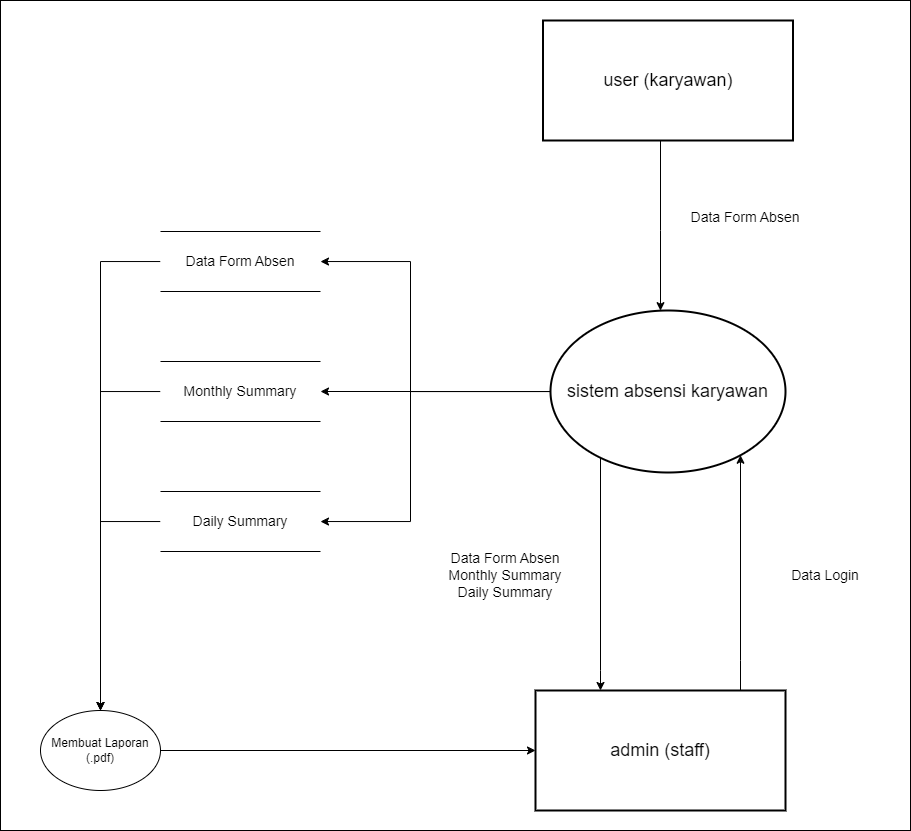 user (karyawan)
Data Form Absen
Data Form Absen
Monthly Summary
sistem absensi karyawan
Daily Summary
Data Form Absen
Monthly Summary
Daily Summary
Data Login
Membuat Laporan
(.pdf)
admin (staff)